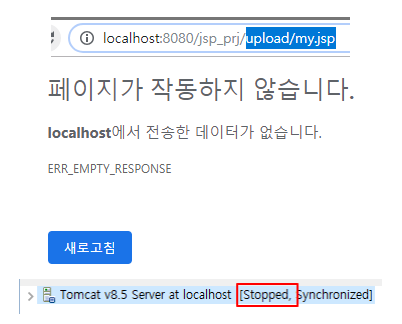 localhost:8080/jsp_prj/upload/my.jsp
페이지가 작동하지 않습니다.
localhost에서 전송한 데이터가 없습니다.
ERR_EMPTY_RESPONSE
새로고침
Tomcat v8.5 Server at localhost [Stopped, Synchronized]